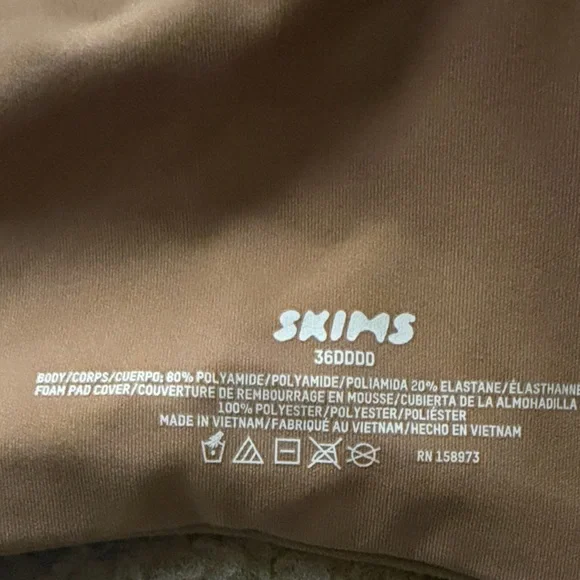 SKIMS
36DDDD
BODY/CORPS/CUERPO: 80% POLYAMIDE/POLYAMIDE/POLIAMIDA 20% ELASTANE/ÉLASTHANNE
FOAM PAD COVER/COUVERTURE DE REMBOURRAGE EN MOUSSE/CUBIERTA DE LA ALMOHADILLA
100% POLYESTER/POLYESTER/POLIÉSTER
MADE IN VIETNAM/FABRIQUÉ AU VIETNAM/HECHO EN VIETNAM
RN 158973